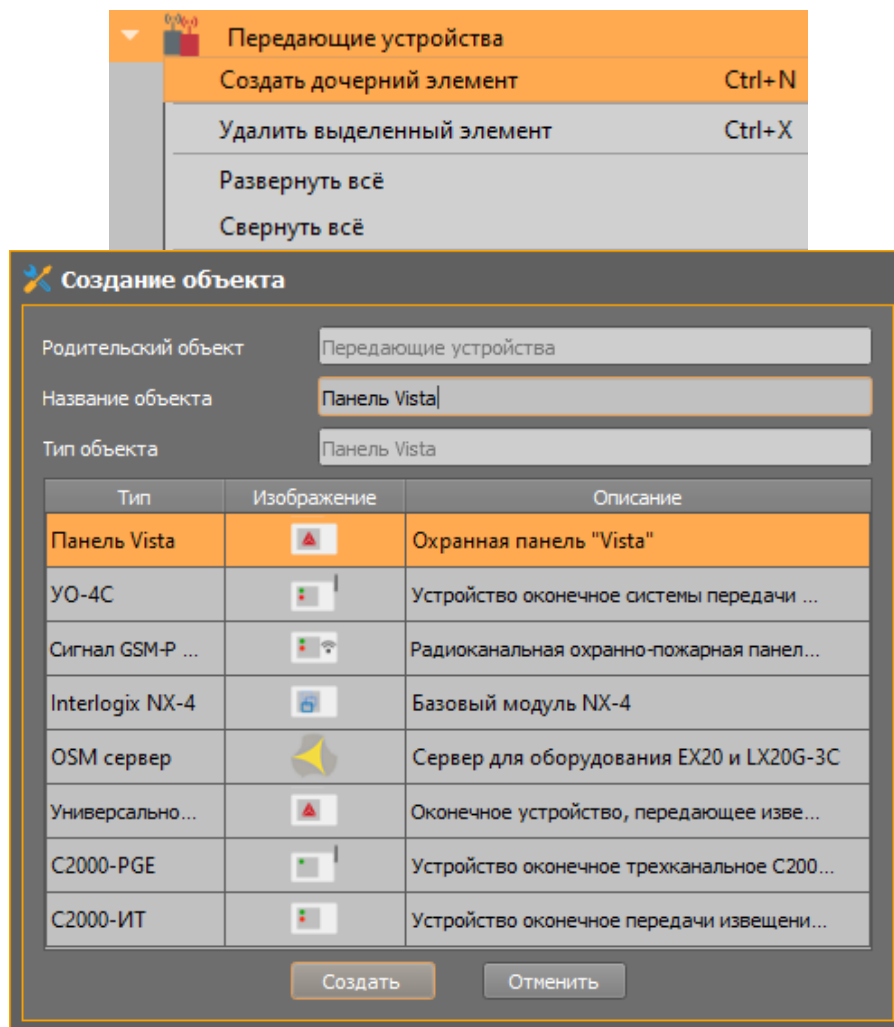 Передающие устройства
Создать дочерний элемент Ctrl+N
Удалить выделенный элемент Ctrl+X
Развернуть всё
Свернуть всё
Создание объекта
Родительский объект Передающие устройства
Название объекта Панель Vista
Тип объекта Панель Vista
Тип Изображение Описание
Панель Vista Охранная панель "Vista"
УО-4С Устройство оконечное системы передачи ...
Сигнал GSM-P ... Радиоканальная охранно-пожарная панел...
Interlogix NX-4 Базовый модуль NX-4
OSM сервер Сервер для оборудования EX20 и LX20G-3C
Универсально... Оконечное устройство, передающее изве...
С2000-PGE Устройство оконечное трехканальное С200...
С2000-ИТ Устройство оконечное передачи извещени...
Создать Отменить